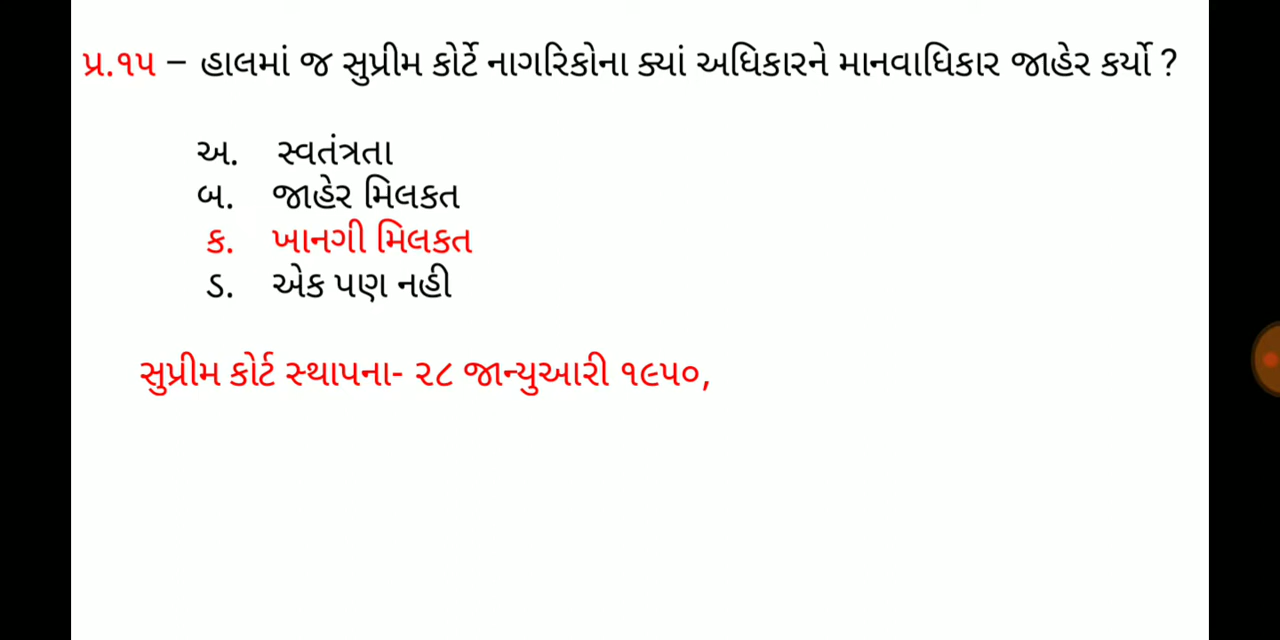 પ્ર.૧૫ – હાલમાં જ સુપ્રીમ કોર્ટે નાગરિકોના ક્યાં અધિકારને માનવાધિકાર જાહેર કર્યો ?
અ. સ્વતંત્રતા
બ. જાહેર મિલકત
ક. ખાનગી મિલકત
ડ. એક પણ નહી
સુપ્રીમ કોર્ટ સ્થાપના- ૨૮ જાન્યુઆરી ૧૯૫૦,